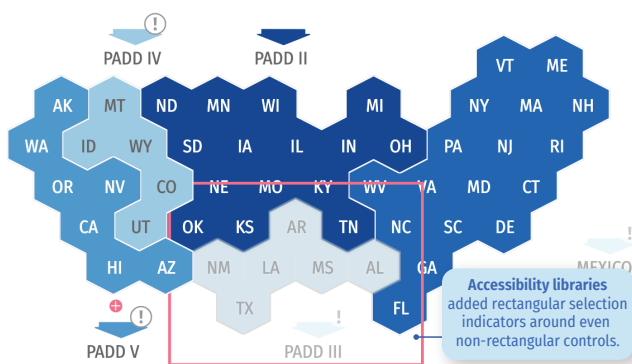 !
PADD IV
PADD II
VT ME
AK MT ND MN WI MI NY MA NH
WA ID WY SD IA IL IN OH PA NJ RI
OR NV CO NE MO KY WV VA MD CT
CA UT OK KS AR TN NC SC DE
HI AZ NM LA MS AL GA
!
MEXICO
TX FL
!
PADD V
!
PADD III
Accessibility libraries
added rectangular selection
indicators around even
non-rectangular controls.